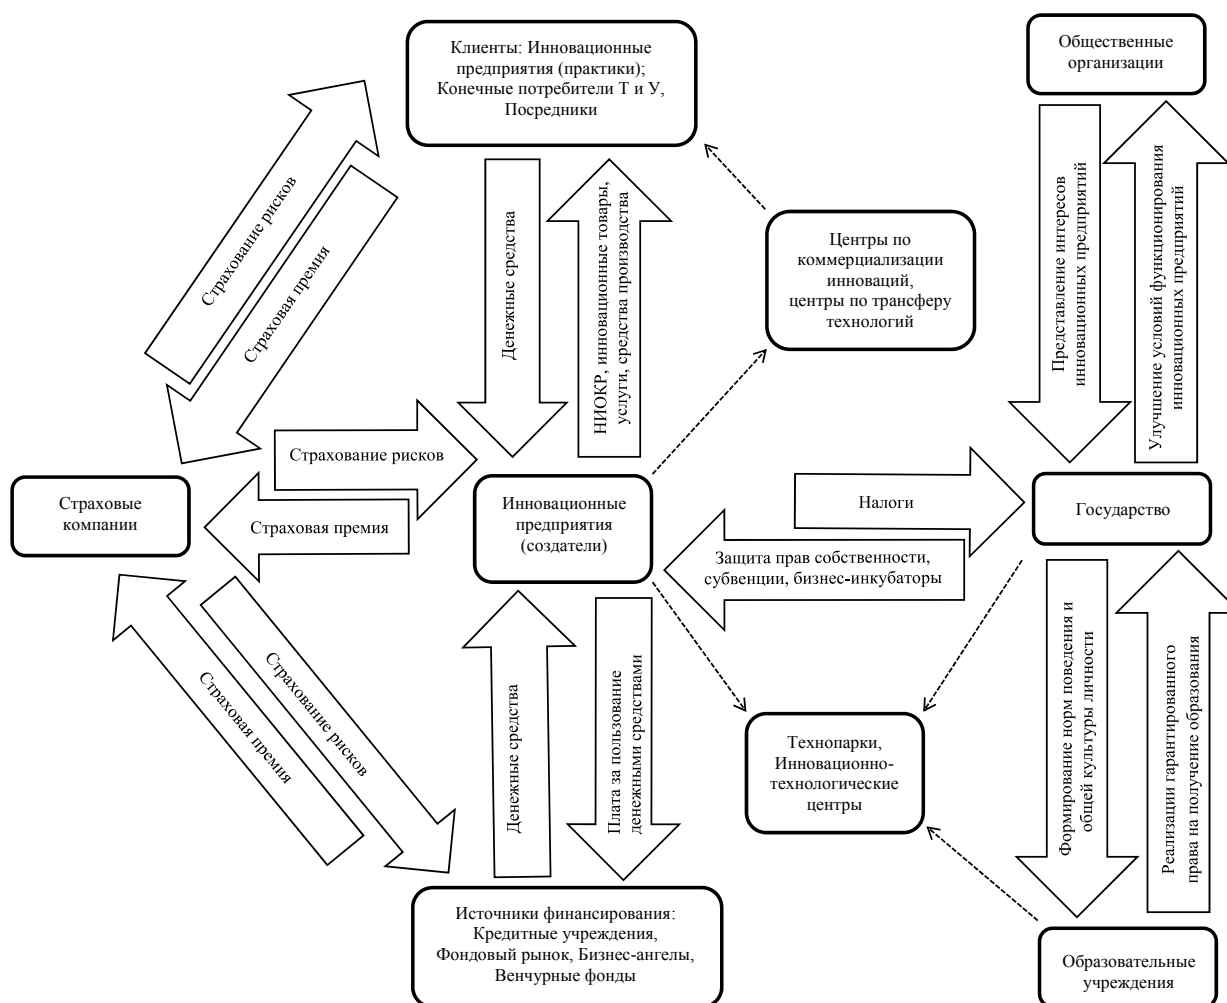 Клиенты: Инновационные
предприятия (практики);
Конечные потребители Т и У,
Посредники
Общественные
организации
Страхование рисков
Страховая премия
Денежные средства
НИОКР, инновационные товары,
услуги, средства производства
Центры по
коммерциализации
инноваций,
центры по трансферу
технологий
Представление интересов
инновационных предприятий
Улучшение условий функционирования
инновационных предприятий
Страхование рисков
Страховые
компании
Страховая премия
Инновационные
предприятия
(создатели)
Налоги
Защита прав собственности,
субвенции, бизнес-инкубаторы
Государство
Страховая премия
Страхование рисков
Денежные средства
Плата за пользование
денежными средствами
Технопарки,
Инновационно-
технологические
центры
Формирование норм поведения и
общей культуры личности
Реализации гарантированного
права на получение образования
Источники финансирования:
Кредитные учреждения,
Фондовый рынок, Бизнес-ангелы,
Венчурные фонды
Образовательные
учреждения